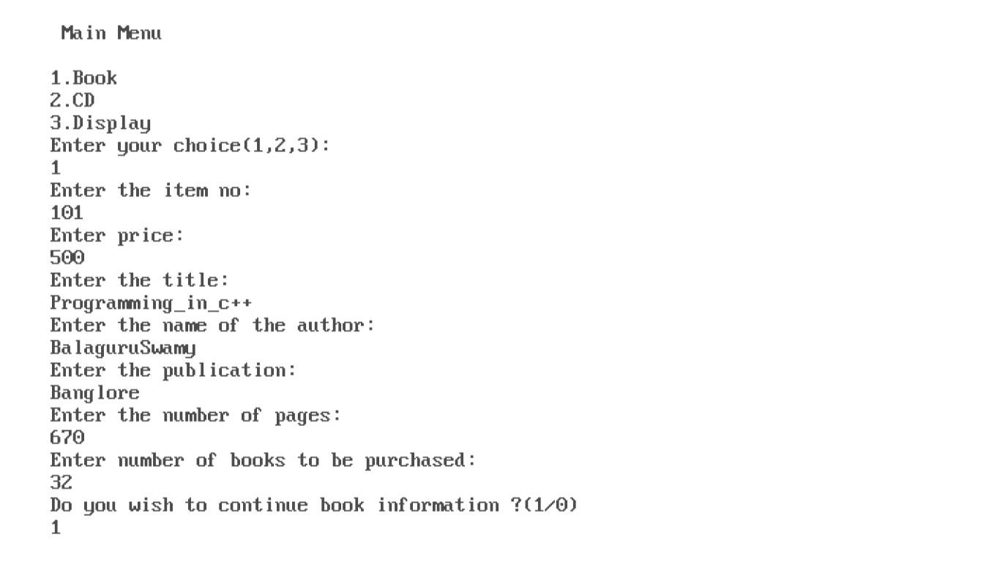 Main Menu
1.Book
2.CD
3.Display
Enter your choice(1,2,3):
1
Enter the item no:
101
Enter price:
500
Enter the title:
Programming_in_c++
Enter the name of the author:
BalaguruSwamy
Enter the publication:
Banglore
Enter the number of pages:
670
Enter number of books to be purchased:
32
Do you wish to continue book information ?(1/0)
1